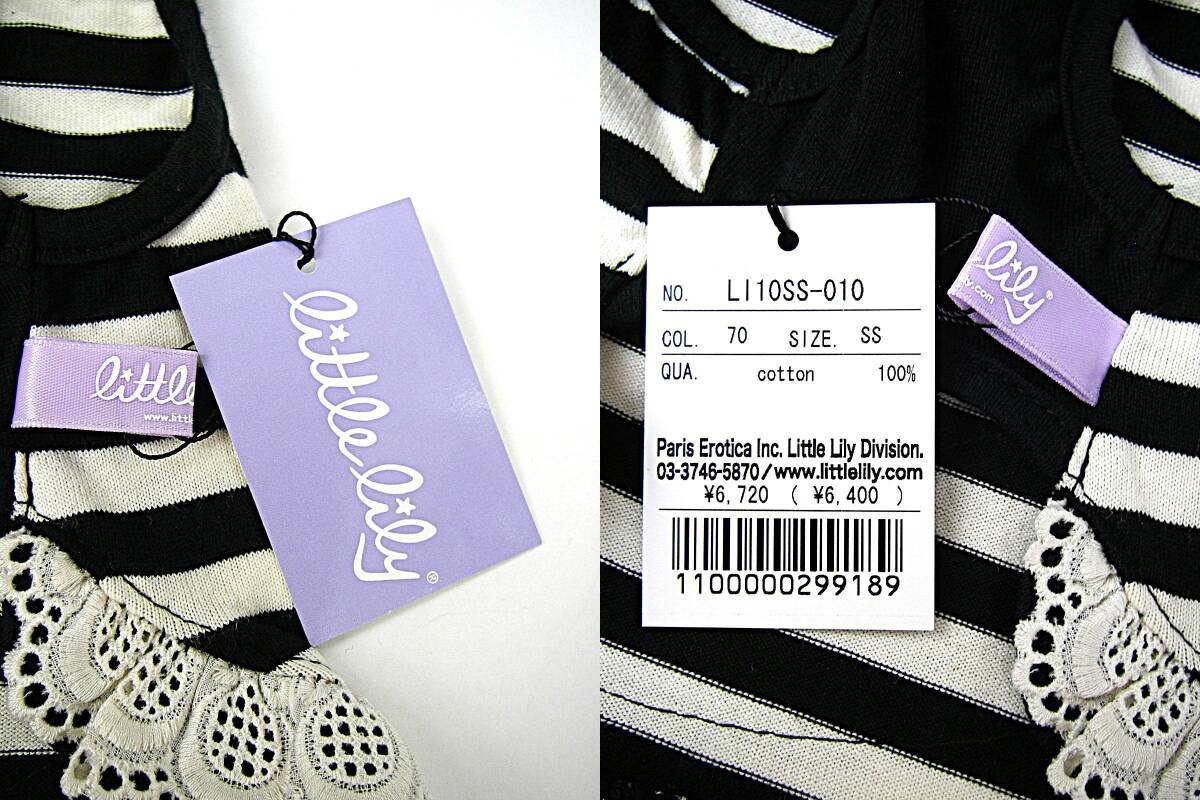 little
www.littl
little lily®
NO. LI10SS-010
COL. 70 SIZE. SS
QUA. cotton 100%
Paris Erotica Inc. Little Lily Division.
03-3746-5870/www.littlelily.com
¥6,720 ( ¥6,400 )
1100000299189
lily®
y.com